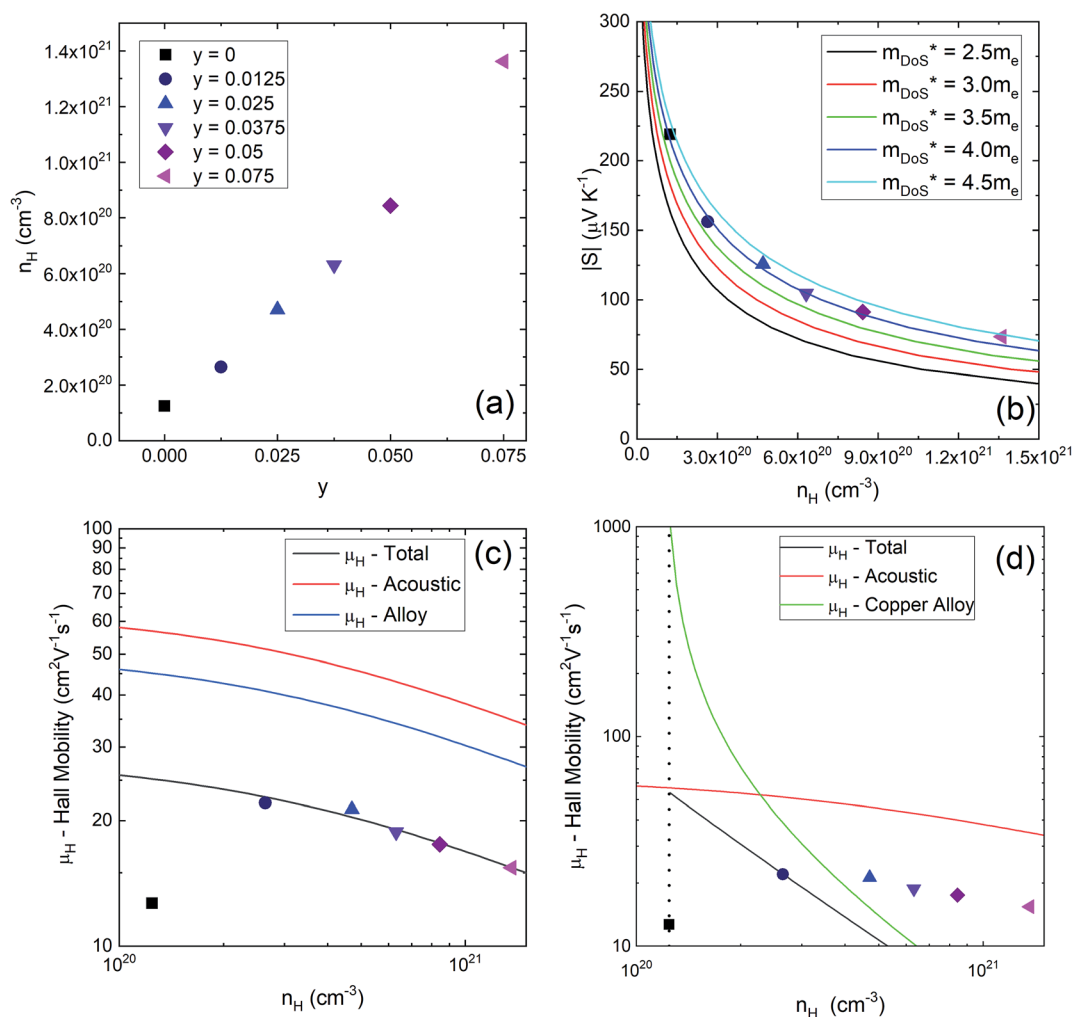 y = 0
y = 0.0125
y = 0.025
y = 0.0375
y = 0.05
y = 0.075
1.4x10²¹
1.2x10²¹
1.0x10²¹
8.0x10²⁰
6.0x10²⁰
4.0x10²⁰
2.0x10²⁰
0.0
n_H (cm⁻³)
(a)
0.000 0.025 0.050 0.075
y
m_DoS* = 2.5m_e
m_DoS* = 3.0m_e
m_DoS* = 3.5m_e
m_DoS* = 4.0m_e
m_DoS* = 4.5m_e
300
250
200
150
100
50
0
|S| (μV K⁻¹)
(b)
0.0 3.0x10²⁰ 6.0x10²⁰ 9.0x10²⁰ 1.2x10²¹ 1.5x10²¹
n_H (cm⁻³)
μ_H - Total
μ_H - Acoustic
μ_H - Alloy
(c)
100
90
80
70
60
50
40
30
20
10
μ_H - Hall Mobility (cm²V⁻¹s⁻¹)
10²⁰ 10²¹
n_H (cm⁻³)
μ_H - Total
μ_H - Acoustic
μ_H - Copper Alloy
(d)
1000
100
10
μ_H - Hall Mobility (cm²V⁻¹s⁻¹)
10²⁰ 10²¹
n_H (cm⁻³)